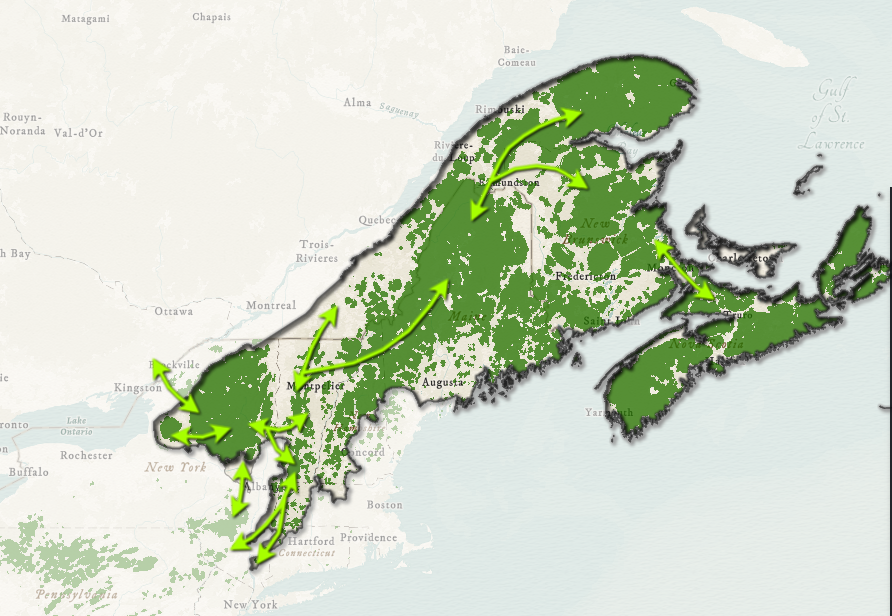 Matagami
Chapais
Baie-
Comeau
Gulf
of St.
Lawrence
Rouyn-
Noranda
Val-d'Or
Alma
Saguenay
Rimouski
Rivière-
du-Loup
Edmundston
Quebec
Trois-
Rivieres
New
Brunswick
Fredericton
Truro
Nova Scotia
Saint John
Montreal
Ottawa
Maine
Brockville
Kingston
Montpelier
Augusta
Yarmouth
Lake
Ontario
Rochester
Buffalo
New York
Albany
Concord
Boston
Hartford
Providence
Connecticut
Pennsylvania
New York